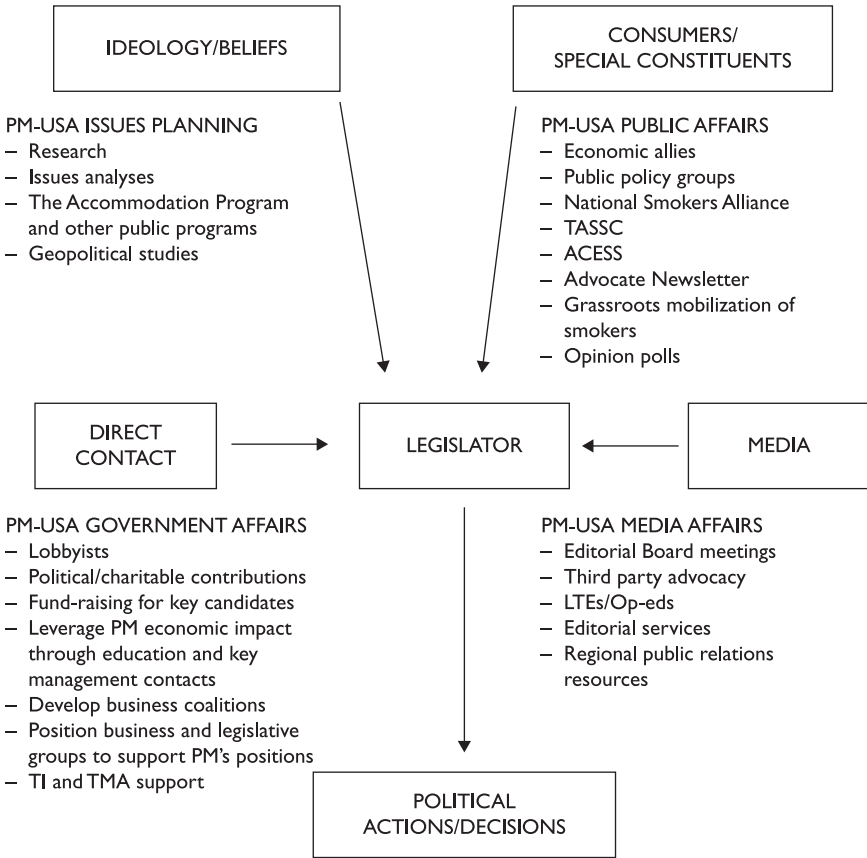 IDEOLOGY/BELIEFS
CONSUMERS/
SPECIAL CONSTITUENTS
PM-USA ISSUES PLANNING
– Research
– Issues analyses
– The Accommodation Program
and other public programs
– Geopolitical studies
PM-USA PUBLIC AFFAIRS
– Economic allies
– Public policy groups
– National Smokers Alliance
– TASSC
– ACESS
– Advocate Newsletter
– Grassroots mobilization of
smokers
– Opinion polls
DIRECT
CONTACT
LEGISLATOR
MEDIA
PM-USA GOVERNMENT AFFAIRS
– Lobbyists
– Political/charitable contributions
– Fund-raising for key candidates
– Leverage PM economic impact
through education and key
management contacts
– Develop business coalitions
– Position business and legislative
groups to support PM's positions
– TI and TMA support
PM-USA MEDIA AFFAIRS
– Editorial Board meetings
– Third party advocacy
– LTEs/Op-eds
– Editorial services
– Regional public relations
resources
POLITICAL
ACTIONS/DECISIONS